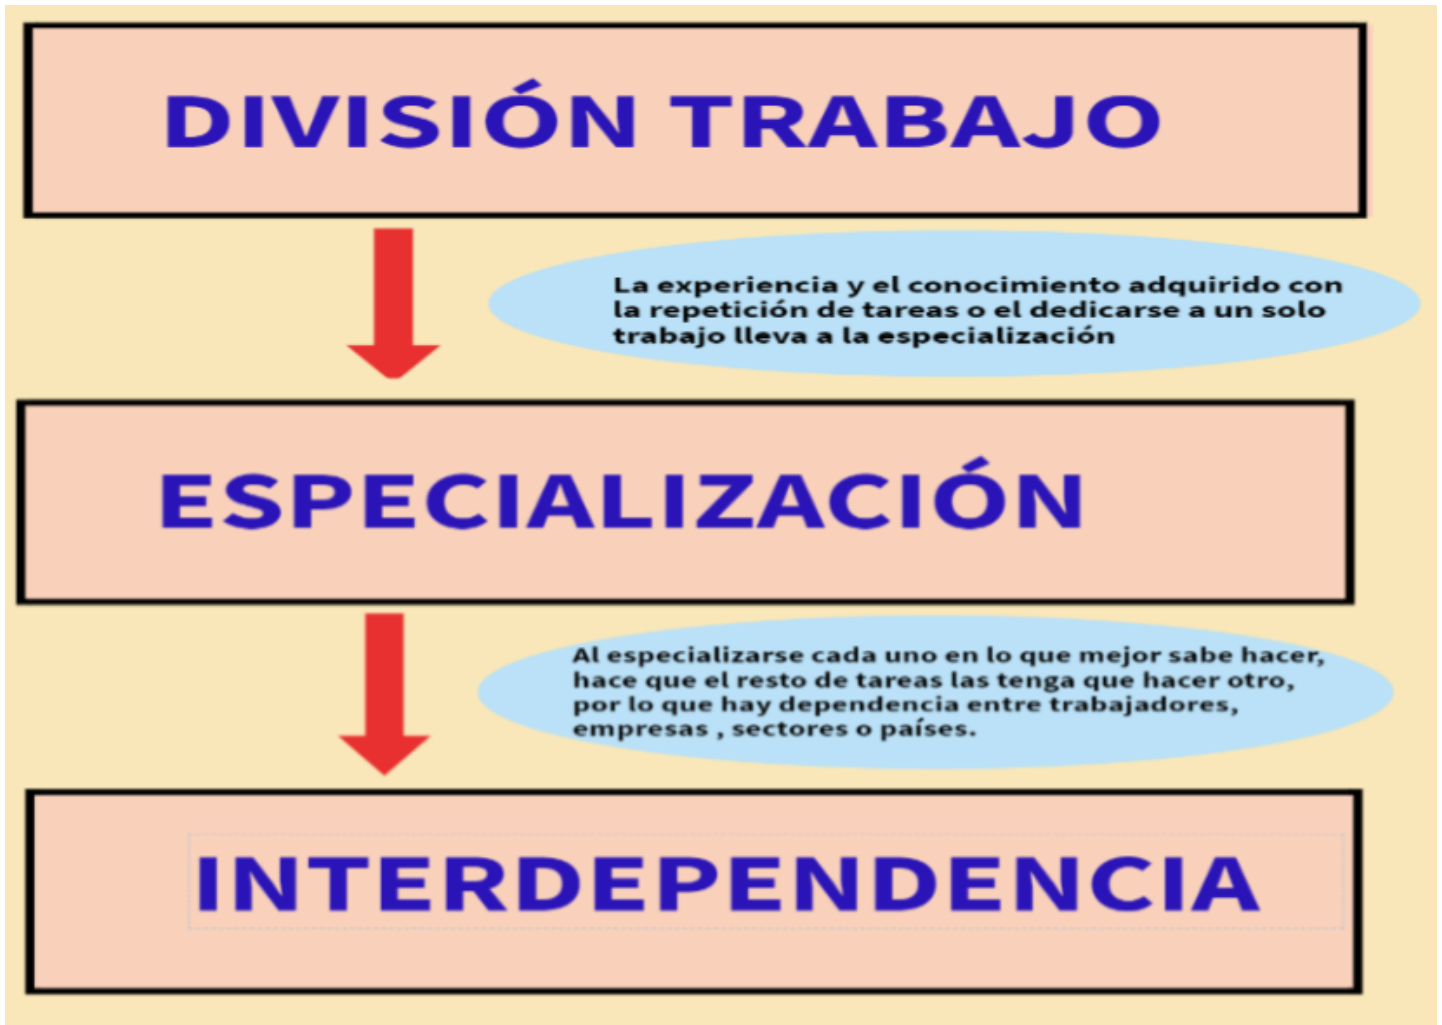 DIVISIÓN TRABAJO
La experiencia y el conocimiento adquirido con
la repetición de tareas o el dedicarse a un solo
trabajo lleva a la especialización
ESPECIALIZACIÓN
Al especializarse cada uno en lo que mejor sabe hacer,
hace que el resto de tareas las tenga que hacer otro,
por lo que hay dependencia entre trabajadores,
empresas , sectores o países.
INTERDEPENDENCIA